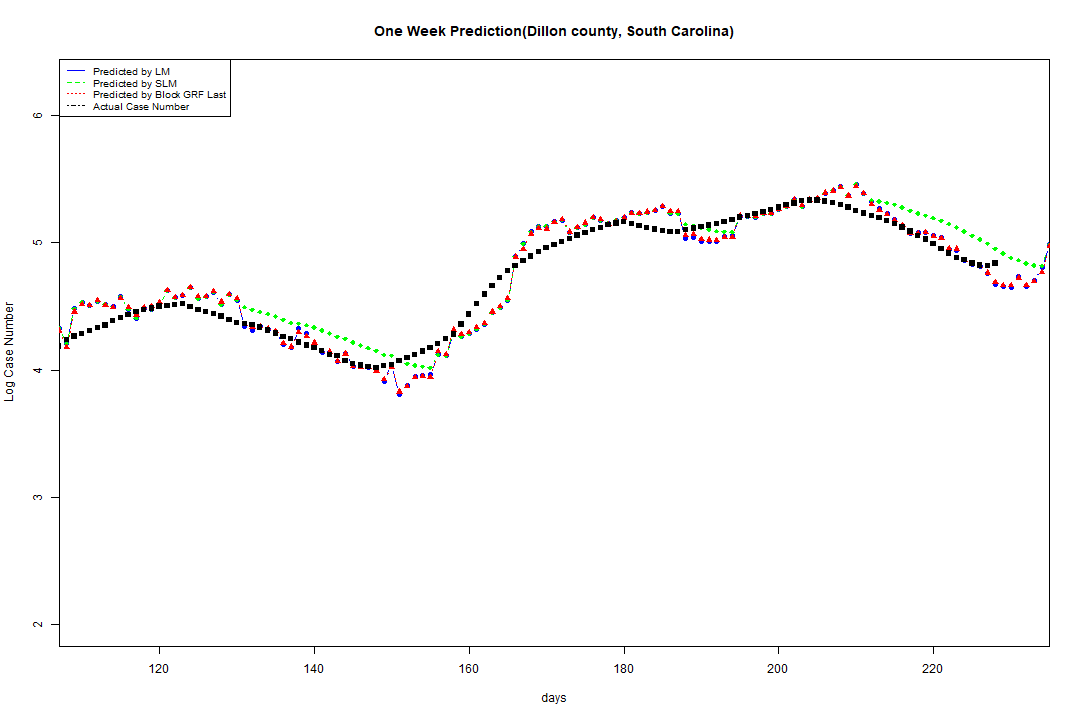 One Week Prediction(Dillon county, South Carolina)
Predicted by LM
Predicted by SLM
Predicted by Block GRF Last
Actual Case Number
6
5
4
3
2
Log Case Number
120 140 160 180 200 220
days